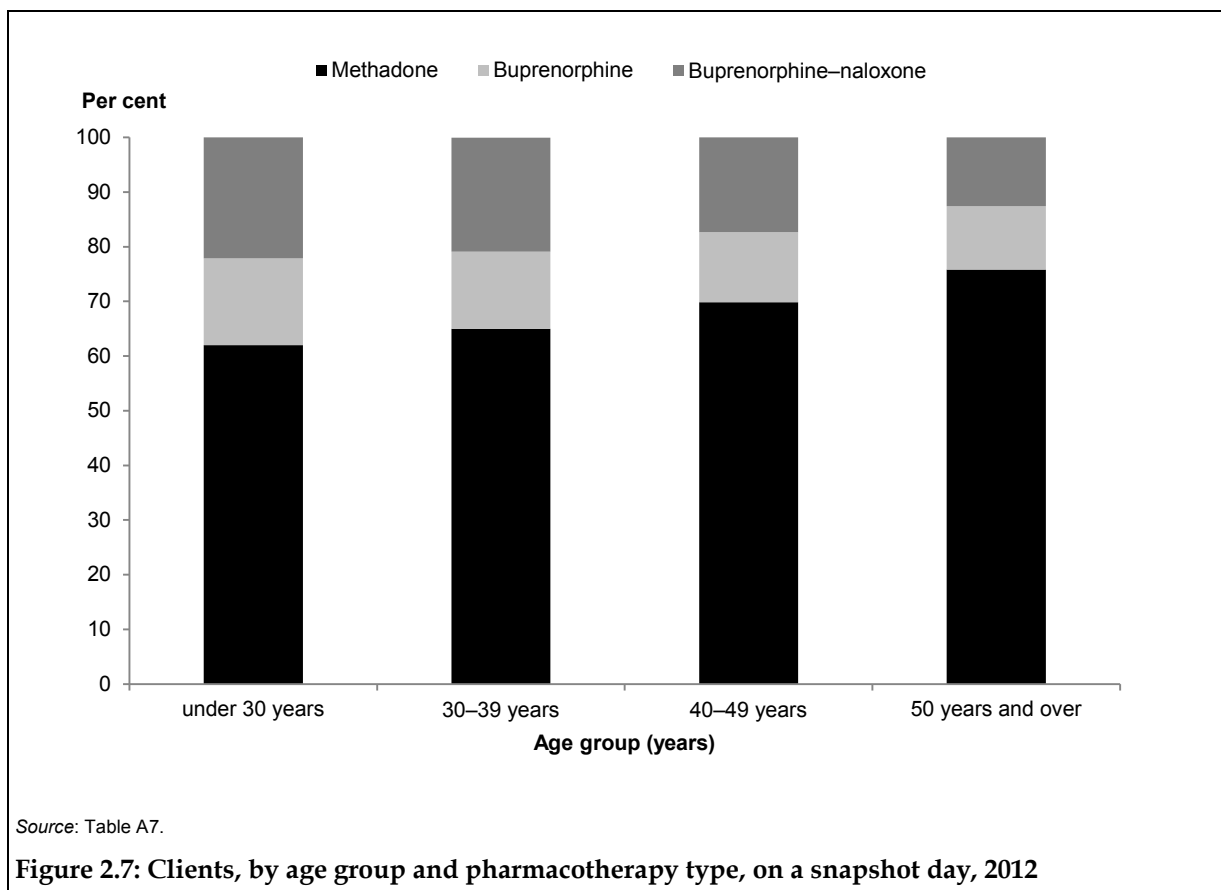 Methadone Buprenorphine Buprenorphine–naloxone
Per cent
100
90
80
70
60
50
40
30
20
10
0
under 30 years 30–39 years 40–49 years 50 years and over
Age group (years)
Source: Table A7.
Figure 2.7: Clients, by age group and pharmacotherapy type, on a snapshot day, 2012